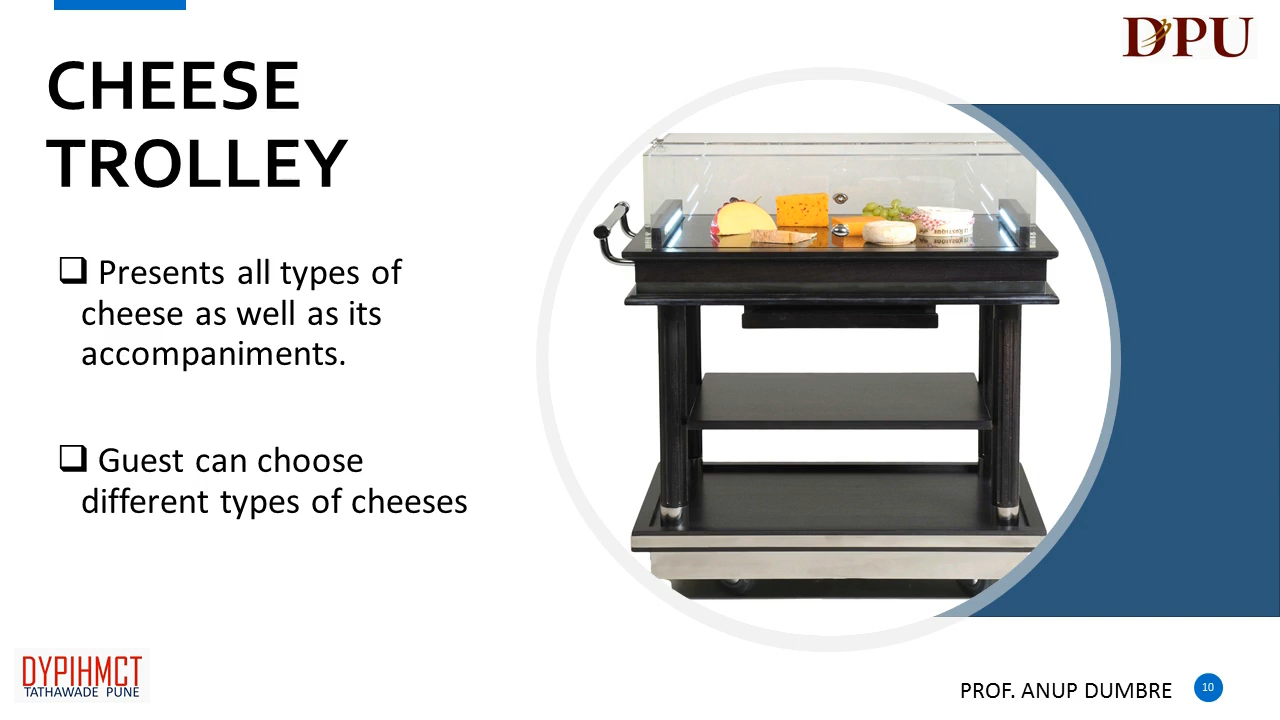 DPU
CHEESE
TROLLEY
❑ Presents all types of
cheese as well as its
accompaniments.
❑ Guest can choose
different types of cheeses
DYPIHMCT
TATHAWADE PUNE
PROF. ANUP DUMBRE
10